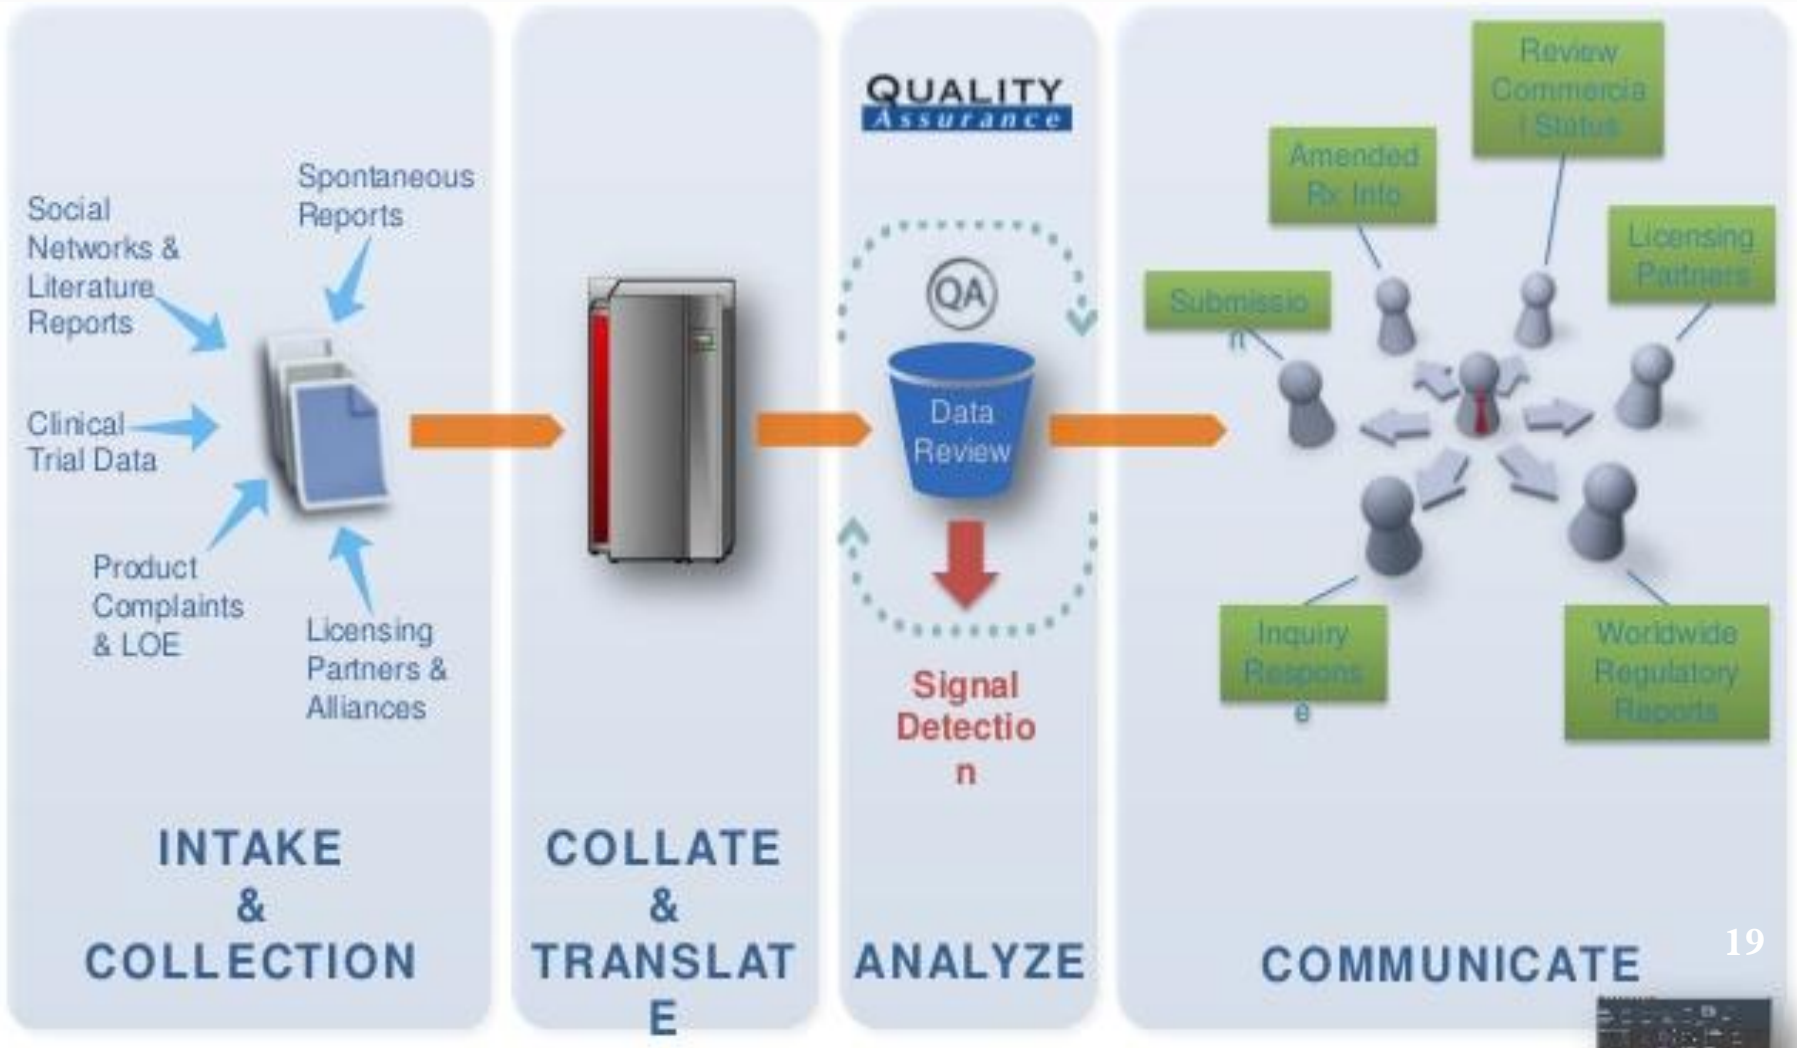 Social
Networks &
Literature
Reports
Spontaneous
Reports
Clinical
Trial Data
Product
Complaints
& LOE
Licensing
Partners &
Alliances
INTAKE
&
COLLECTION
COLLATE
&
TRANSLAT
E
QUALITY
Assurance
QA
Data
Review
Signal
Detectio
n
ANALYZE
Review
Commercia
l Status
Amended
Rx Info
Licensing
Partners
Submissio
n
Inquiry
Respons
e
Worldwide
Regulatory
Reports
COMMUNICATE
19